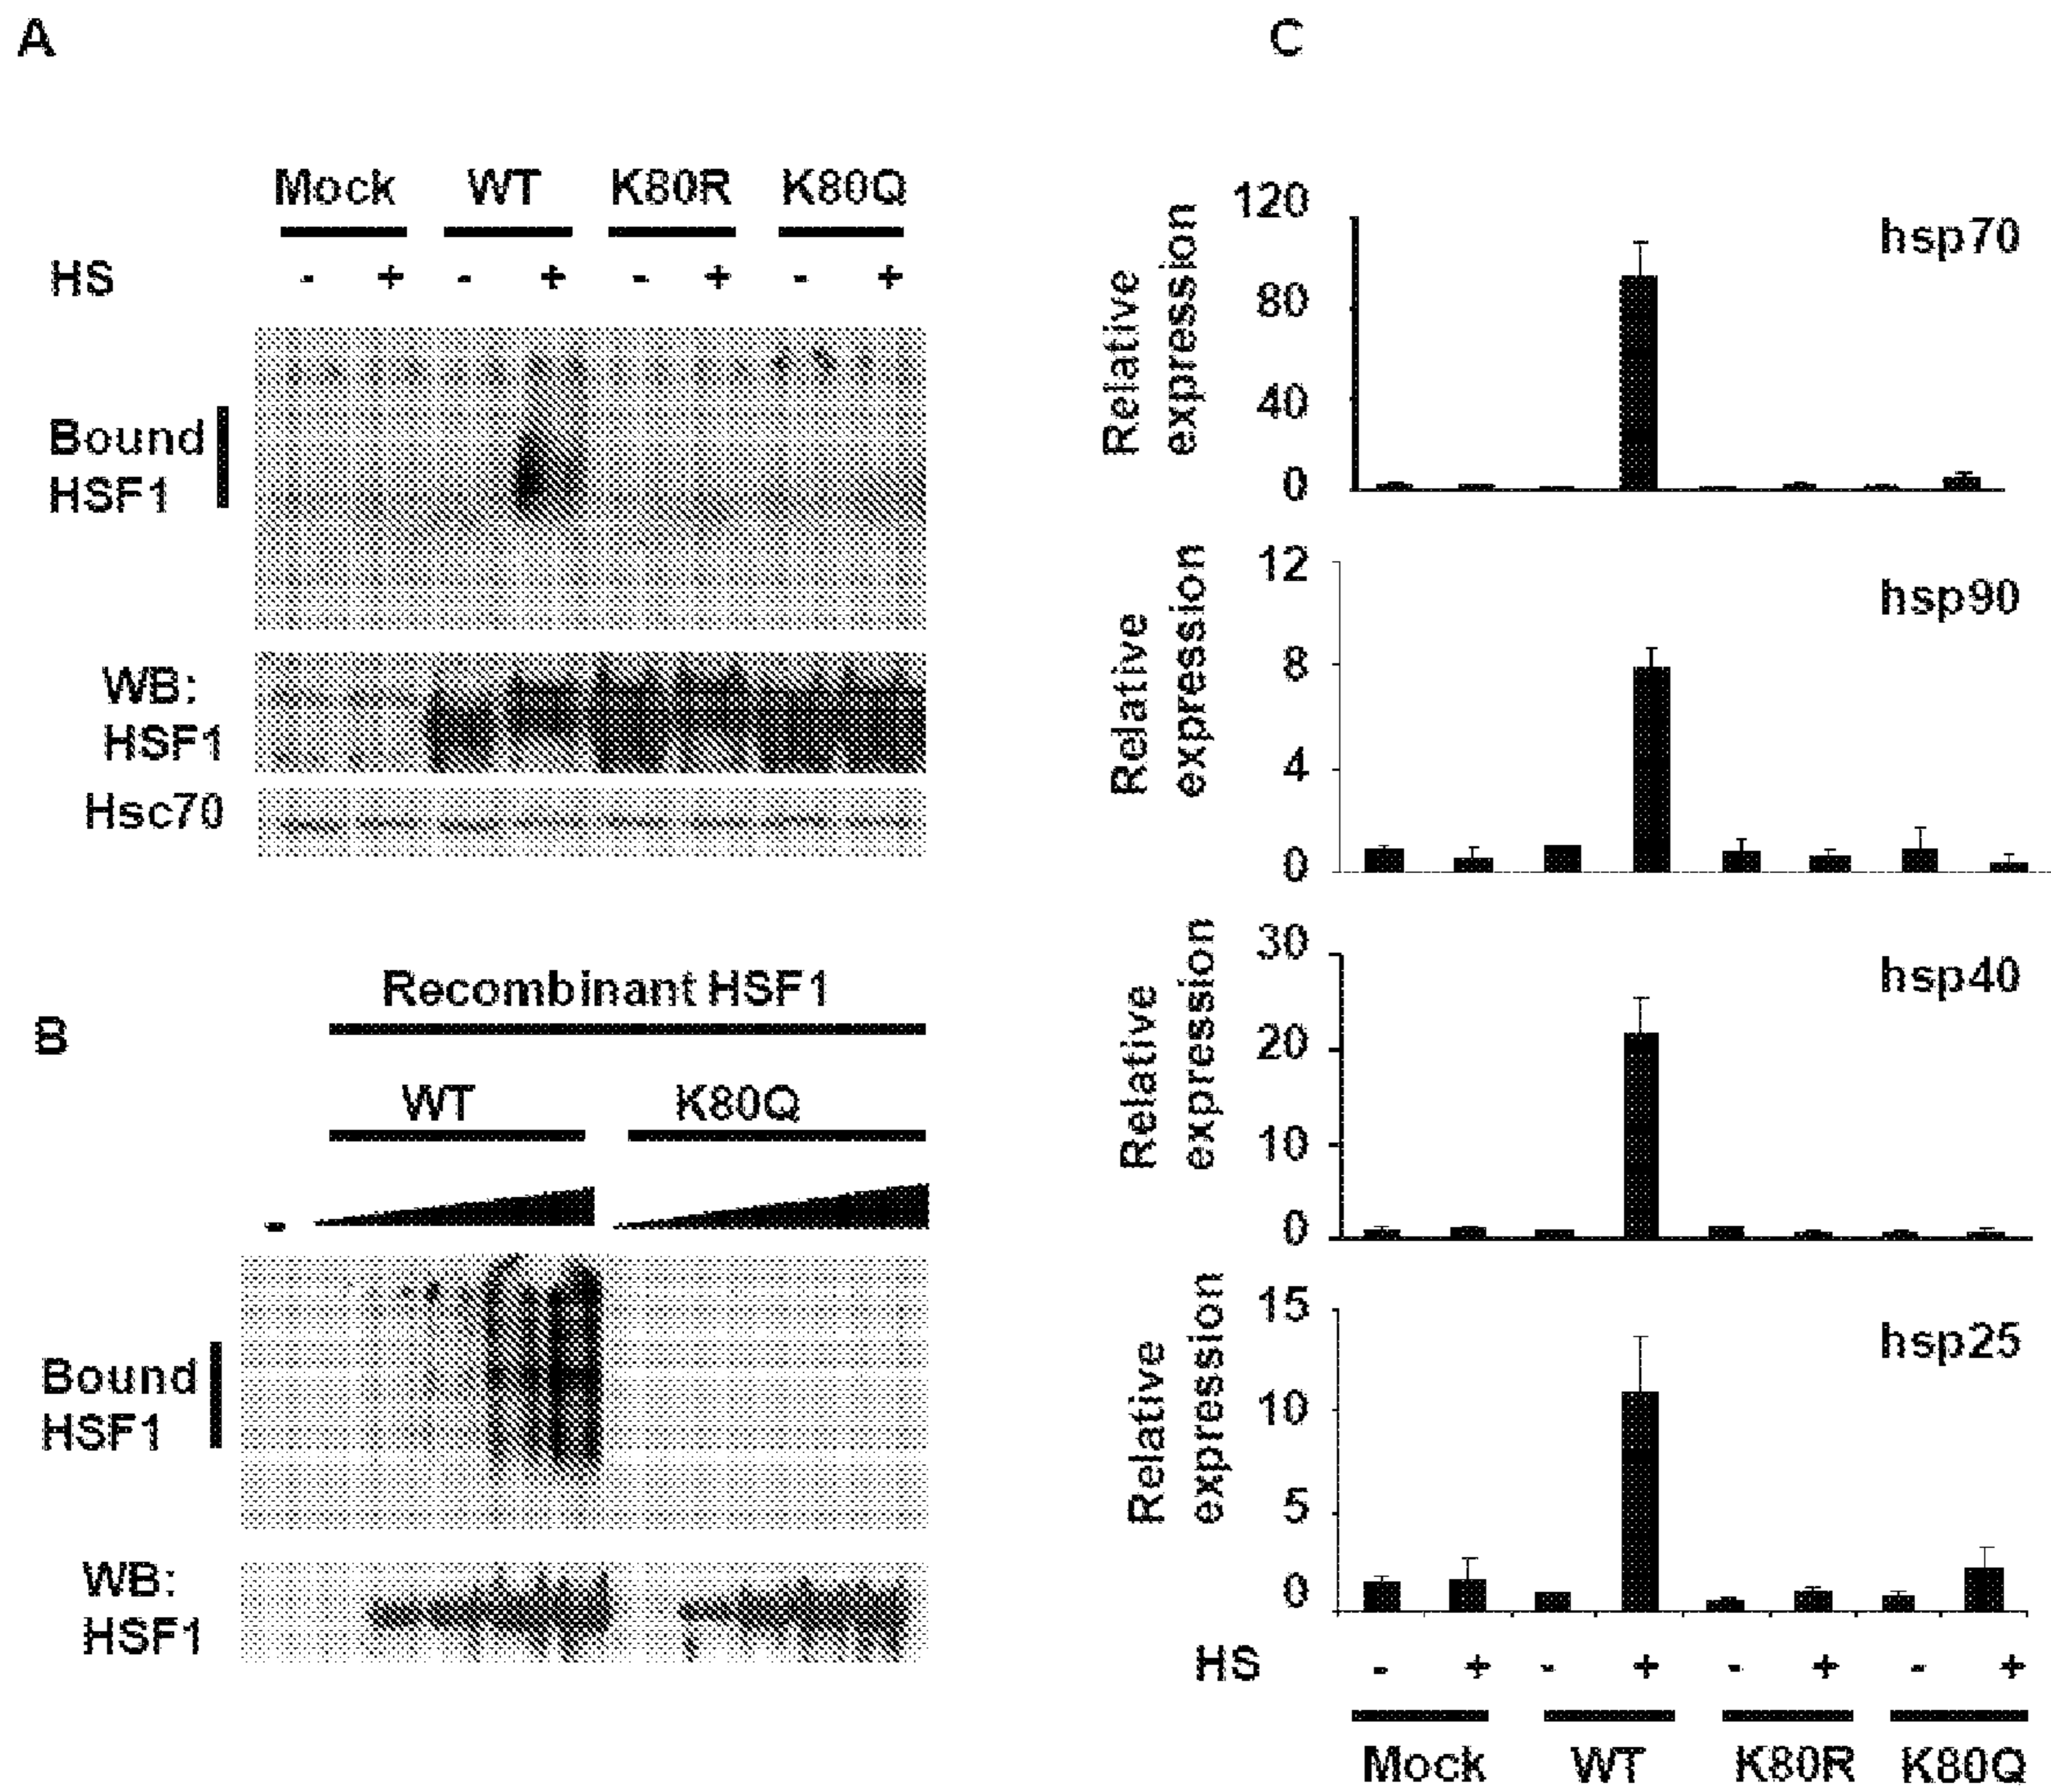 A
Mock WT K80R K80Q
HS - + - + - + - +
Bound
HSF1
WB:
HSF1
Hsc70
B
Recombinant HSF1
WT K80Q
-
Bound
HSF1
WB:
HSF1
C
Relative
expression
120
80
40
0
hsp70
Relative
expression
12
8
4
0
hsp90
Relative
expression
30
20
10
0
hsp40
Relative
expression
15
10
5
0
hsp25
HS - + - + - + - +
Mock WT K80R K80Q